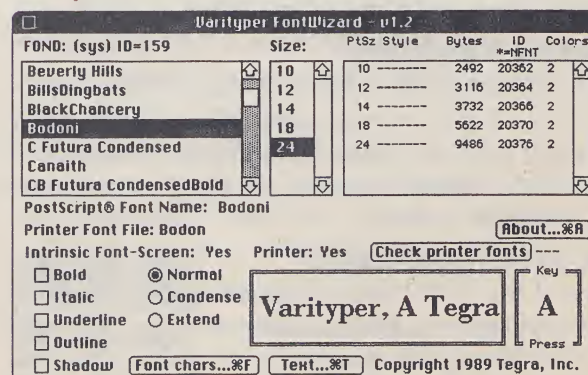 Varityper FontWizard – v1.2
FOND: (sys) ID=159
Size:
PtSz Style Bytes ID Colors
*=NFNT
Beverly Hills
BillsDingbats
BlackChancery
Bodoni
C Futura Condensed
Canaith
CB Futura CondensedBold
10
12
14
18
24
10 -------- 2492 20362 2
12 -------- 3116 20364 2
14 -------- 3732 20366 2
18 -------- 5622 20370 2
24 -------- 9486 20376 2
PostScript® Font Name: Bodoni
Printer Font File: Bodon
About...⌘A
Intrinsic Font-Screen: Yes Printer: Yes Check printer fonts ---
Bold
Italic
Underline
Outline
Shadow
Normal
Condense
Extend
Varityper, A Tegra
Key
A
Press
Font chars...⌘F Text...⌘T Copyright 1989 Tegra, Inc.